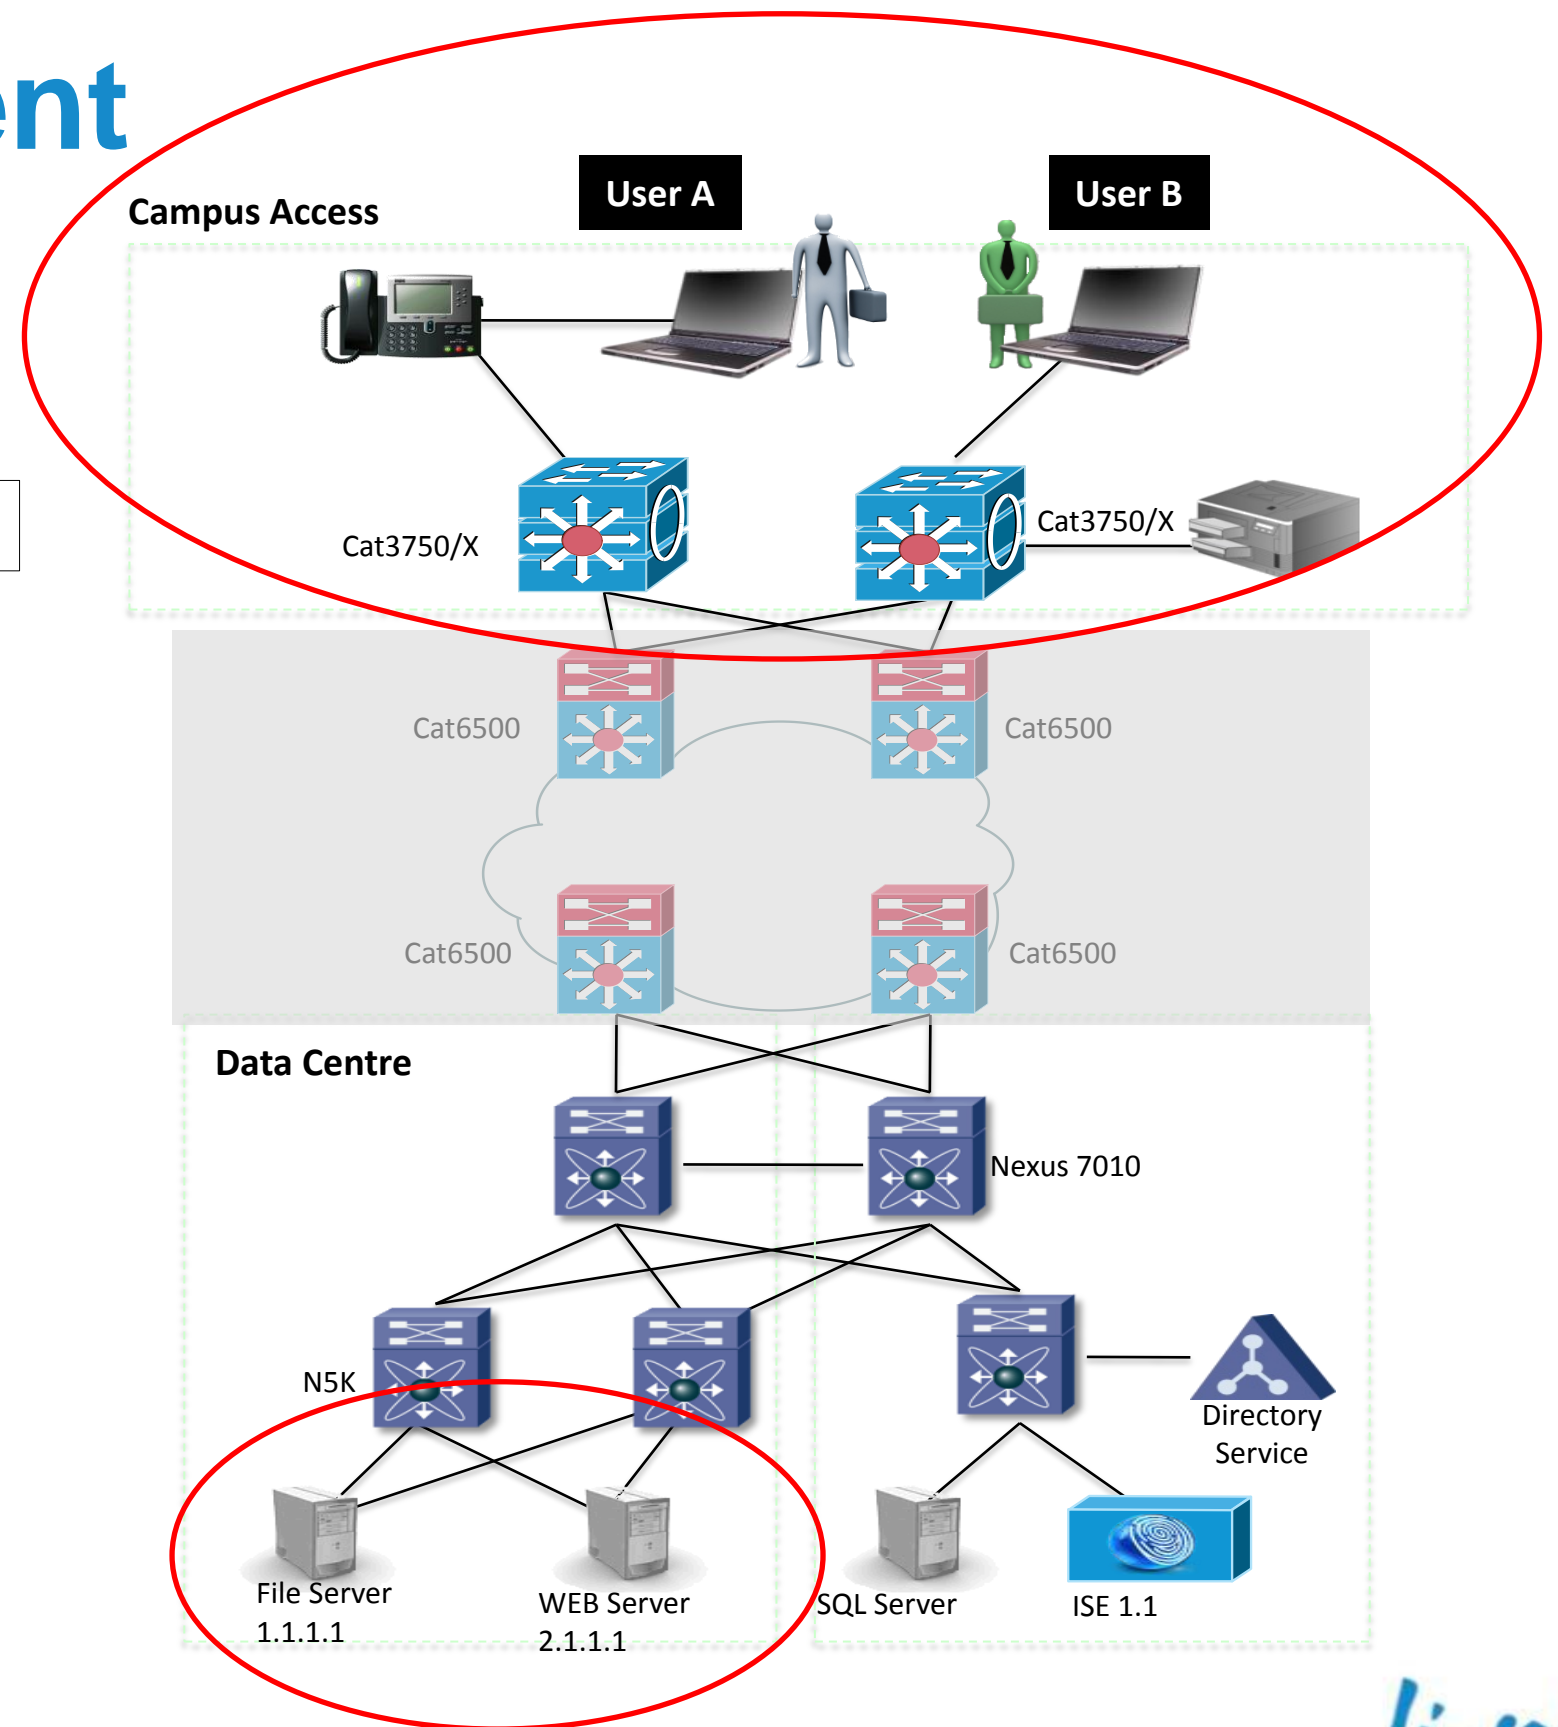 ent
User A
User B
Campus Access
Cat3750/X
Cat3750/X
Cat6500
Cat6500
Cat6500
Cat6500
Data Centre
Nexus 7010
N5K
Directory
Service
File Server
1.1.1.1
WEB Server
2.1.1.1
SQL Server
ISE 1.1